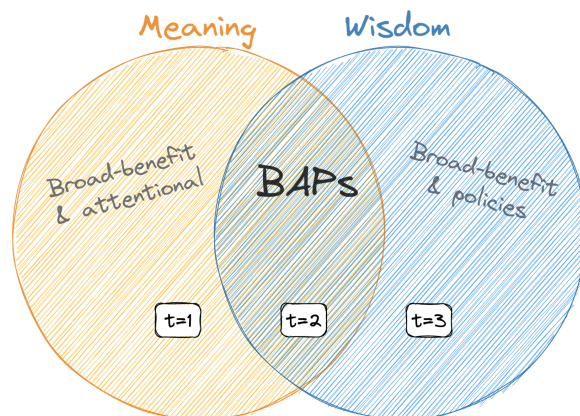 Meaning
Wisdom
Broad-benefit
& attentional
BAPs
Broad-benefit
& policies
t=1
t=2
t=3